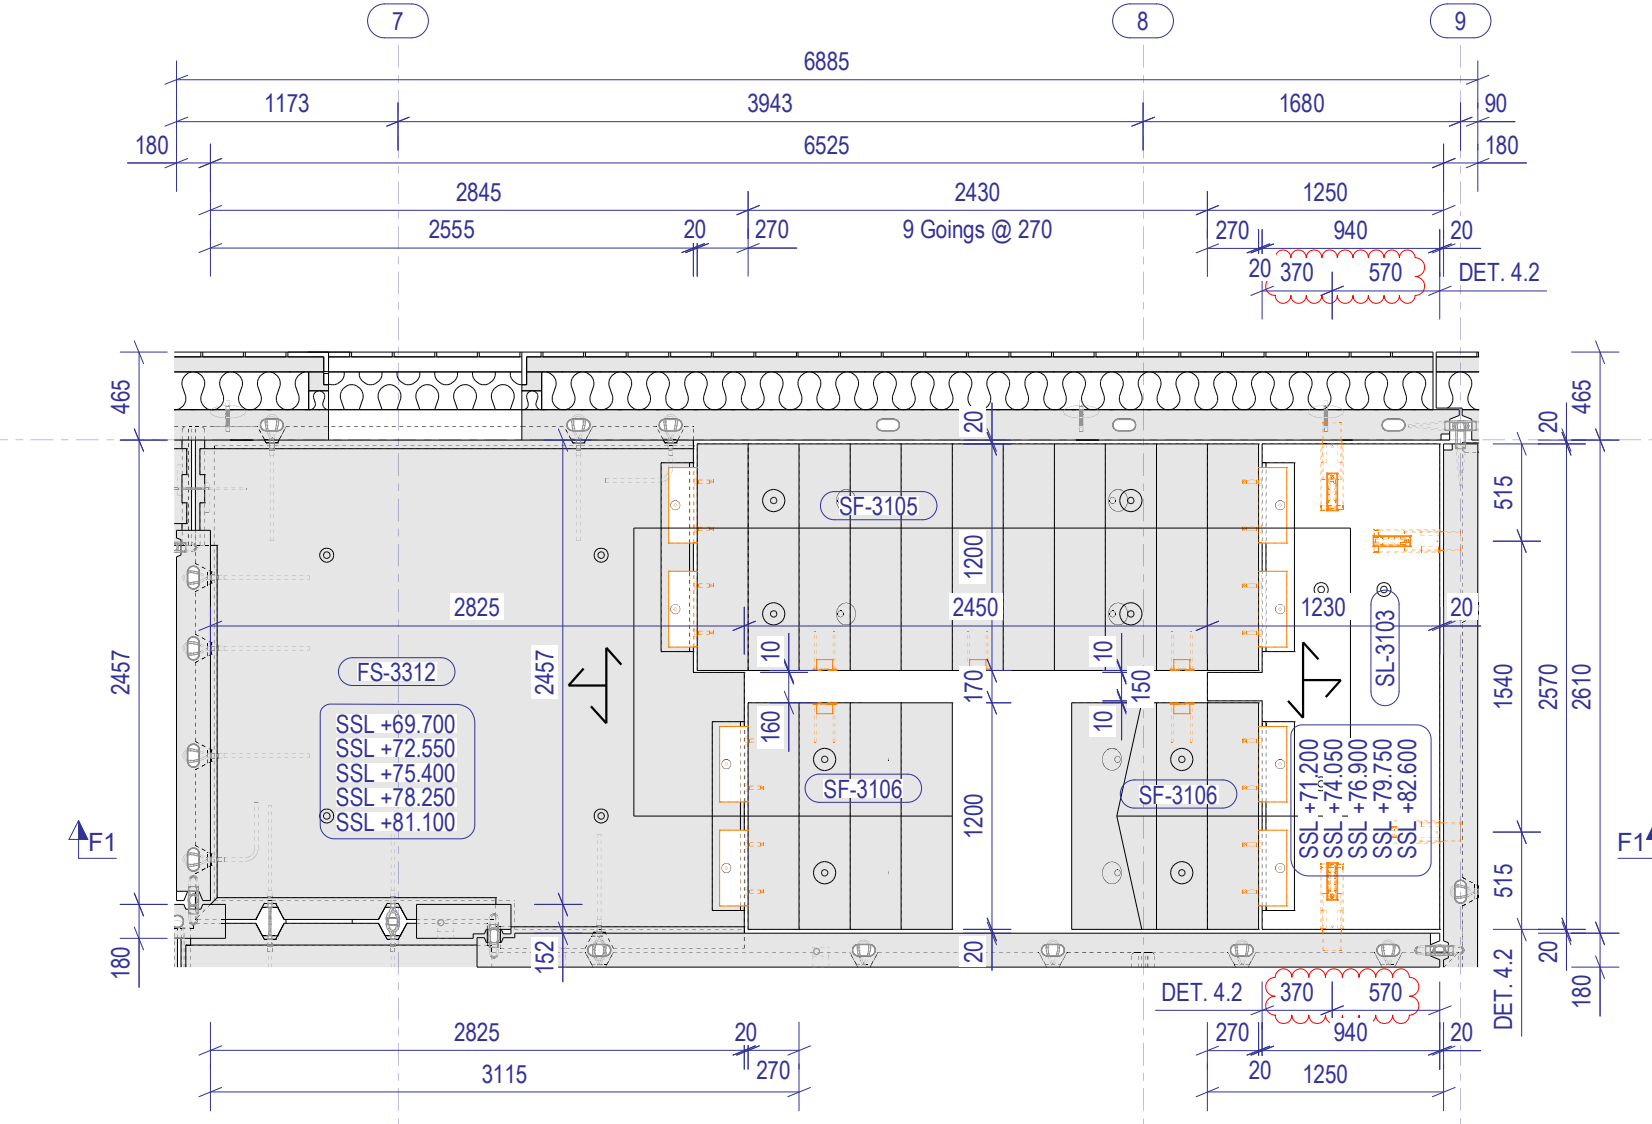 7
8
9
6885
1173
3943
1680
90
180
6525
180
2845
2430
1250
2555
20
270
9 Goings @ 270
270
940
20
20
370
570
DET. 4.2
465
20
465
20
SF-3105
515
1200
2825
2450
1230
20
2457
2457
FS-3312
10
10
170
150
SL-3103
1540
2570
2610
160
10
SSL +69.700
SSL +72.550
SSL +75.400
SSL +78.250
SSL +81.100
SF-3106
SF-3106
SSL +71.200
SSL +74.050
SSL +76.900
SSL +79.750
SSL +82.600
1200
F1
F1
515
180
152
20
20
180
DET. 4.2
DET. 4.2
370
570
2825
20
270
940
20
3115
270
20
1250